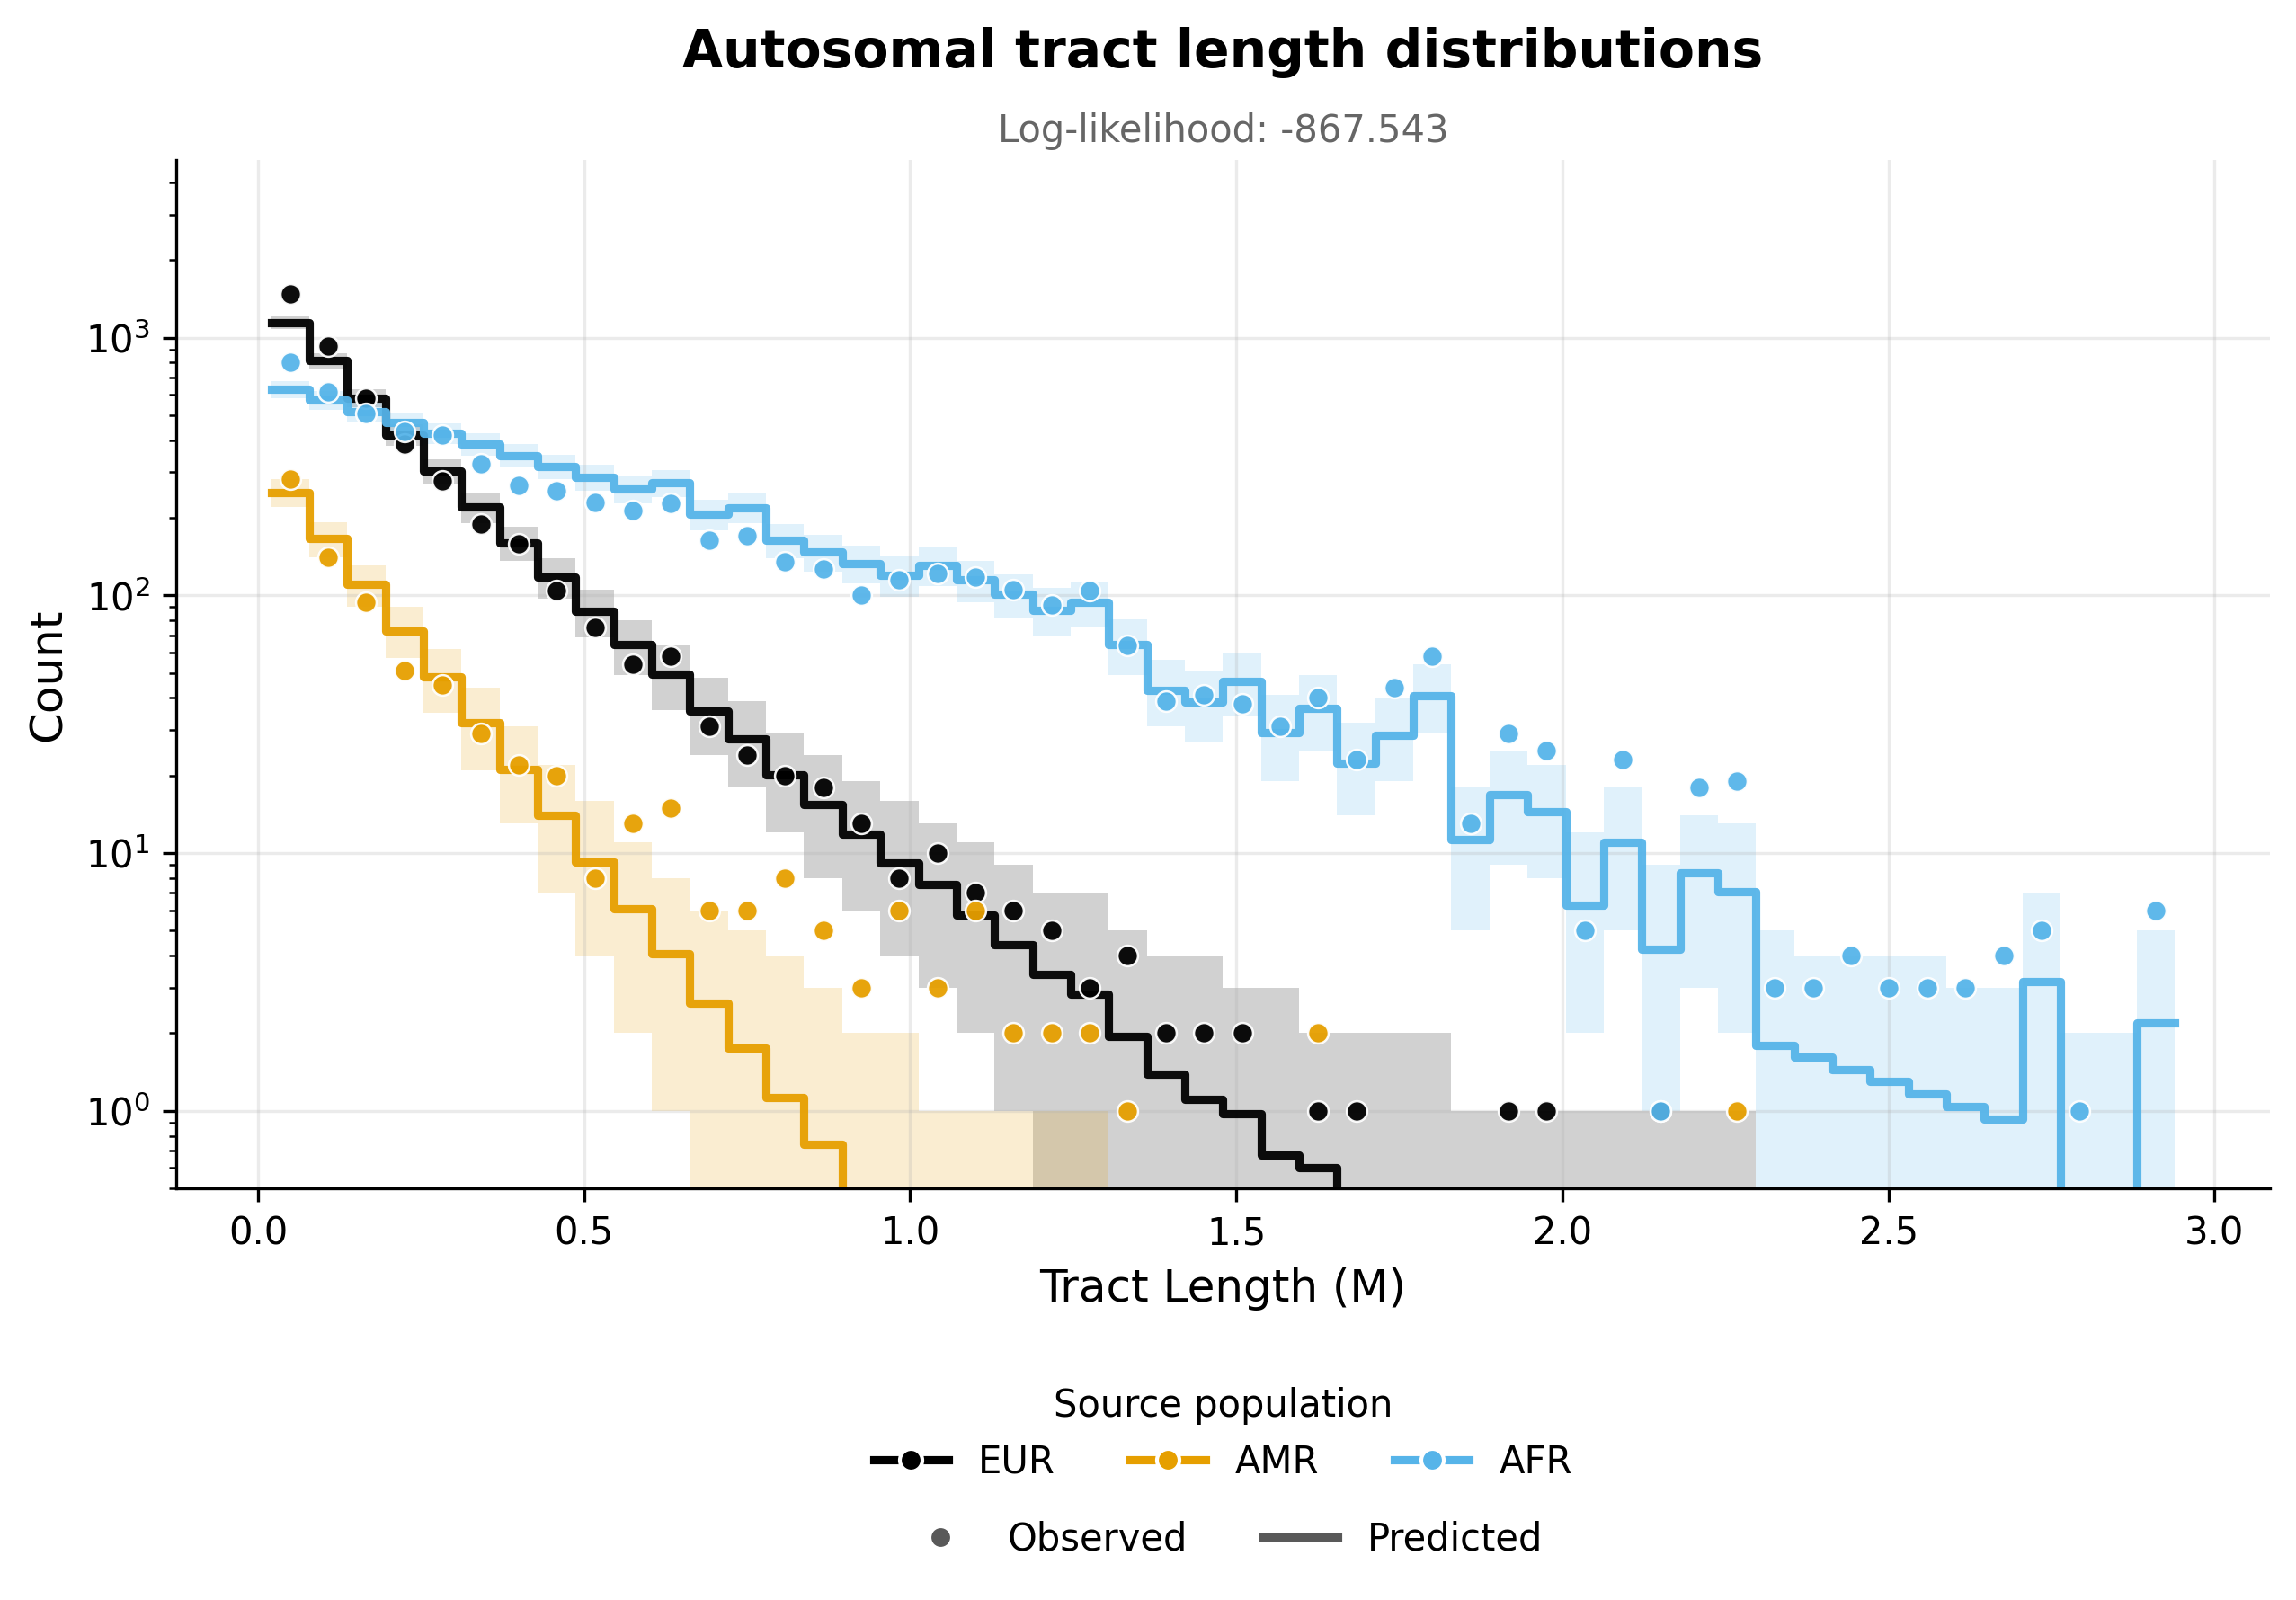 Autosomal tract length distributions
Log-likelihood: -867.543
Count
10³
10²
10¹
10⁰
0.0 0.5 1.0 1.5 2.0 2.5 3.0
Tract Length (M)
Source population
EUR AMR AFR
Observed Predicted